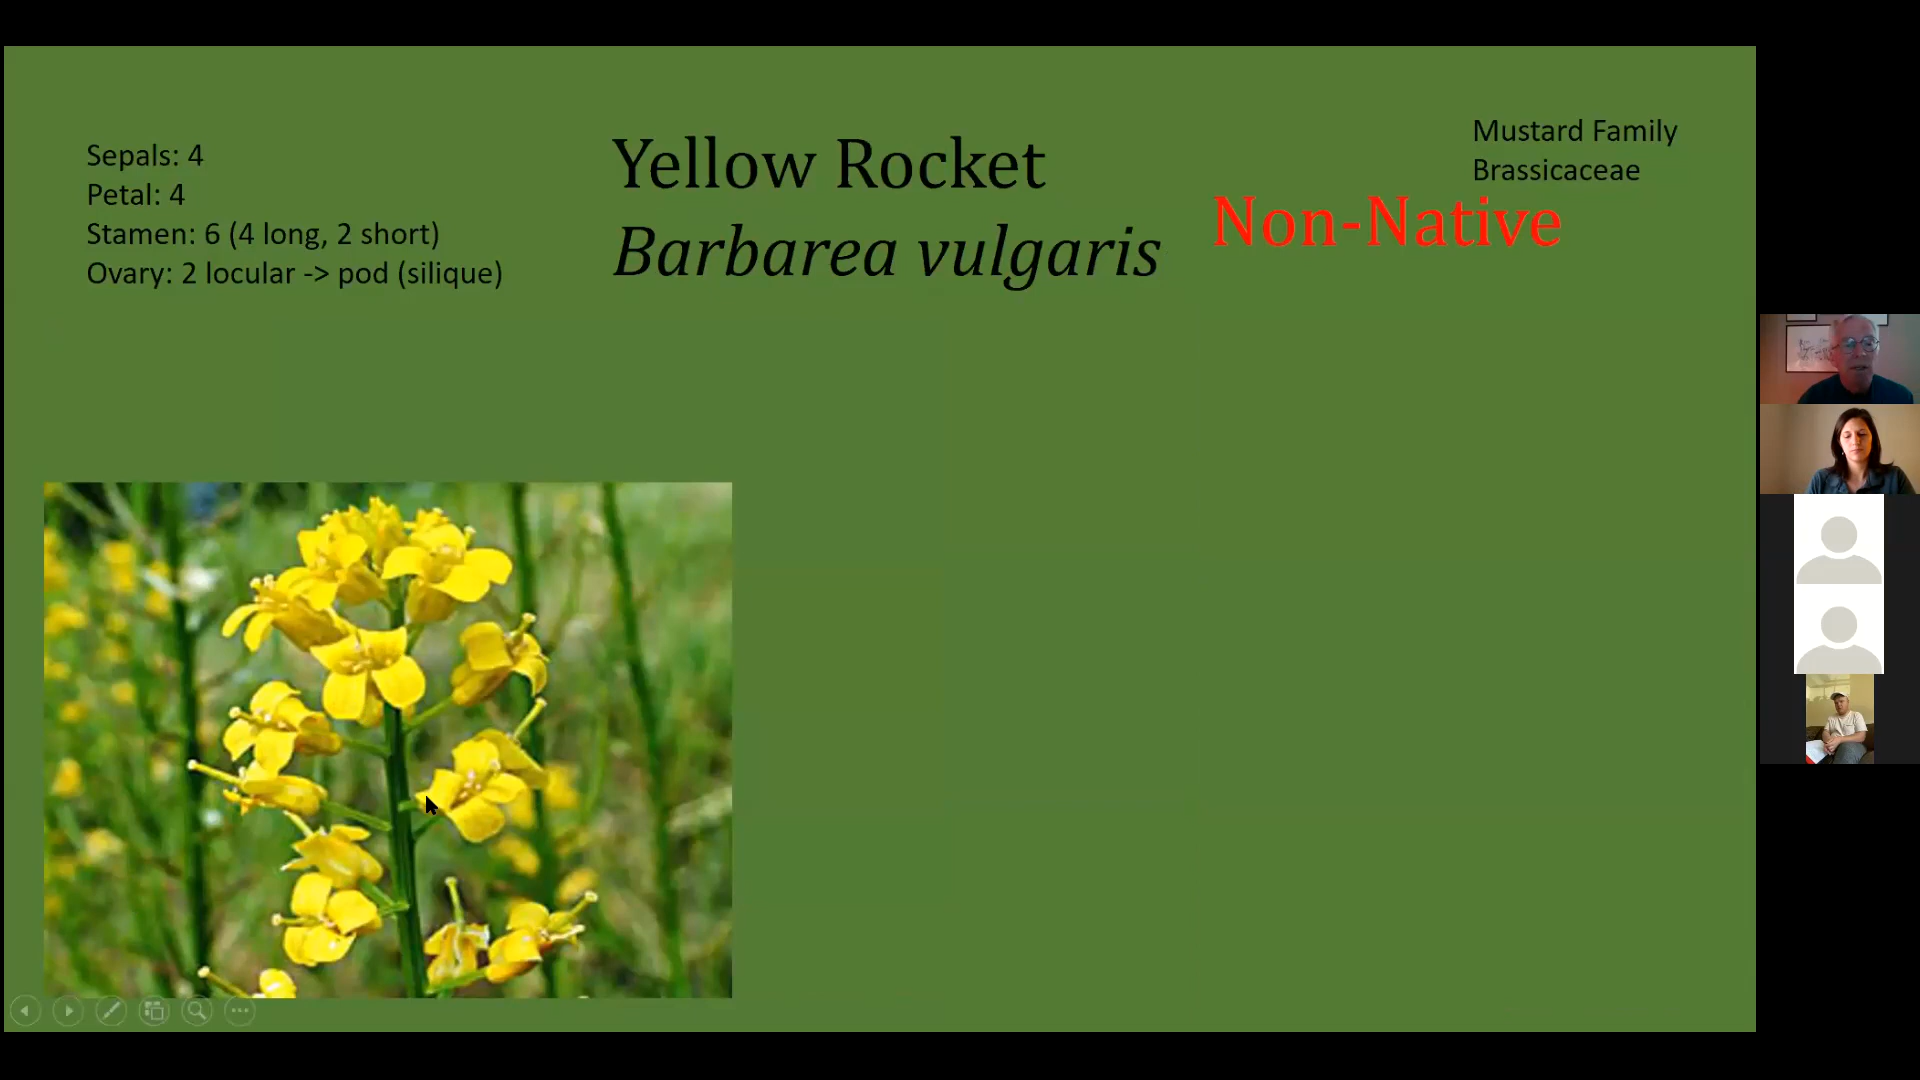 Sepals: 4
Petal: 4
Stamen: 6 (4 long, 2 short)
Ovary: 2 locular -> pod (silique)
Yellow Rocket
Barbarea vulgaris
Mustard Family
Brassicaceae
Non-Native